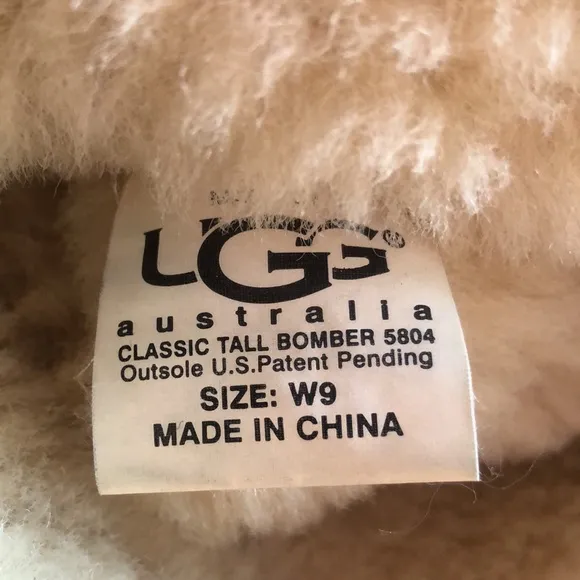 UGG®
australia
CLASSIC TALL BOMBER 5804
Outsole U.S.Patent Pending
SIZE: W9
MADE IN CHINA